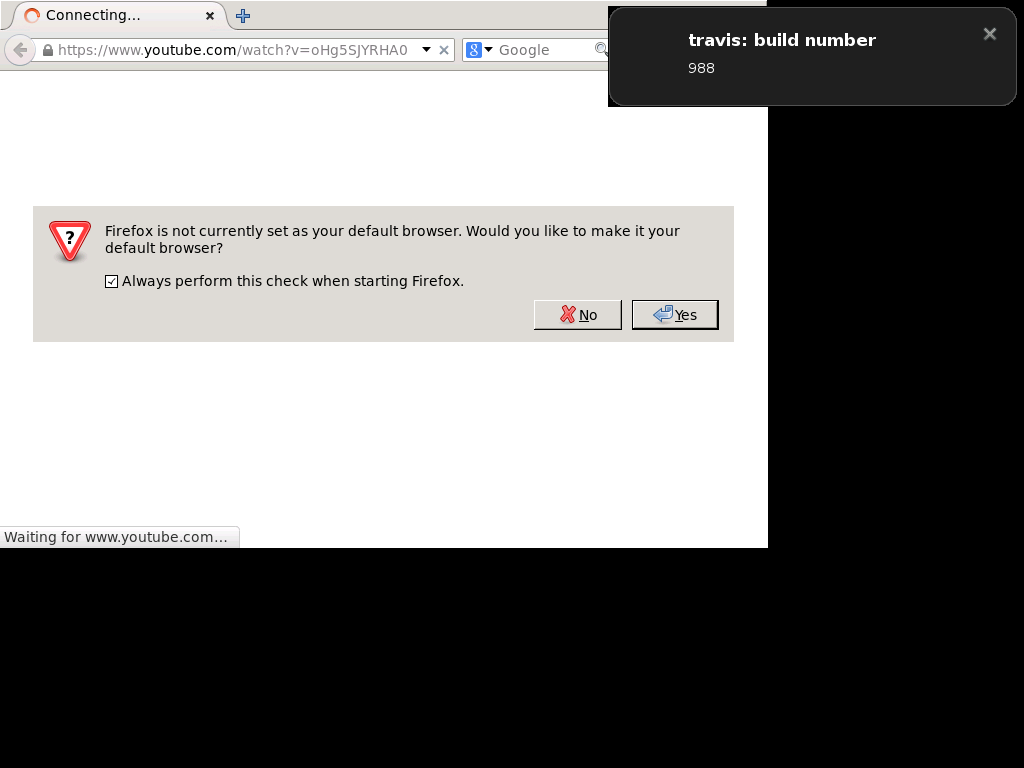 Connecting...
https://www.youtube.com/watch?v=oHg5SJYRHA0
8 Google
travis: build number
988
Firefox is not currently set as your default browser. Would you like to make it your
default browser?
Always perform this check when starting Firefox.
No
Yes
Waiting for www.youtube.com...